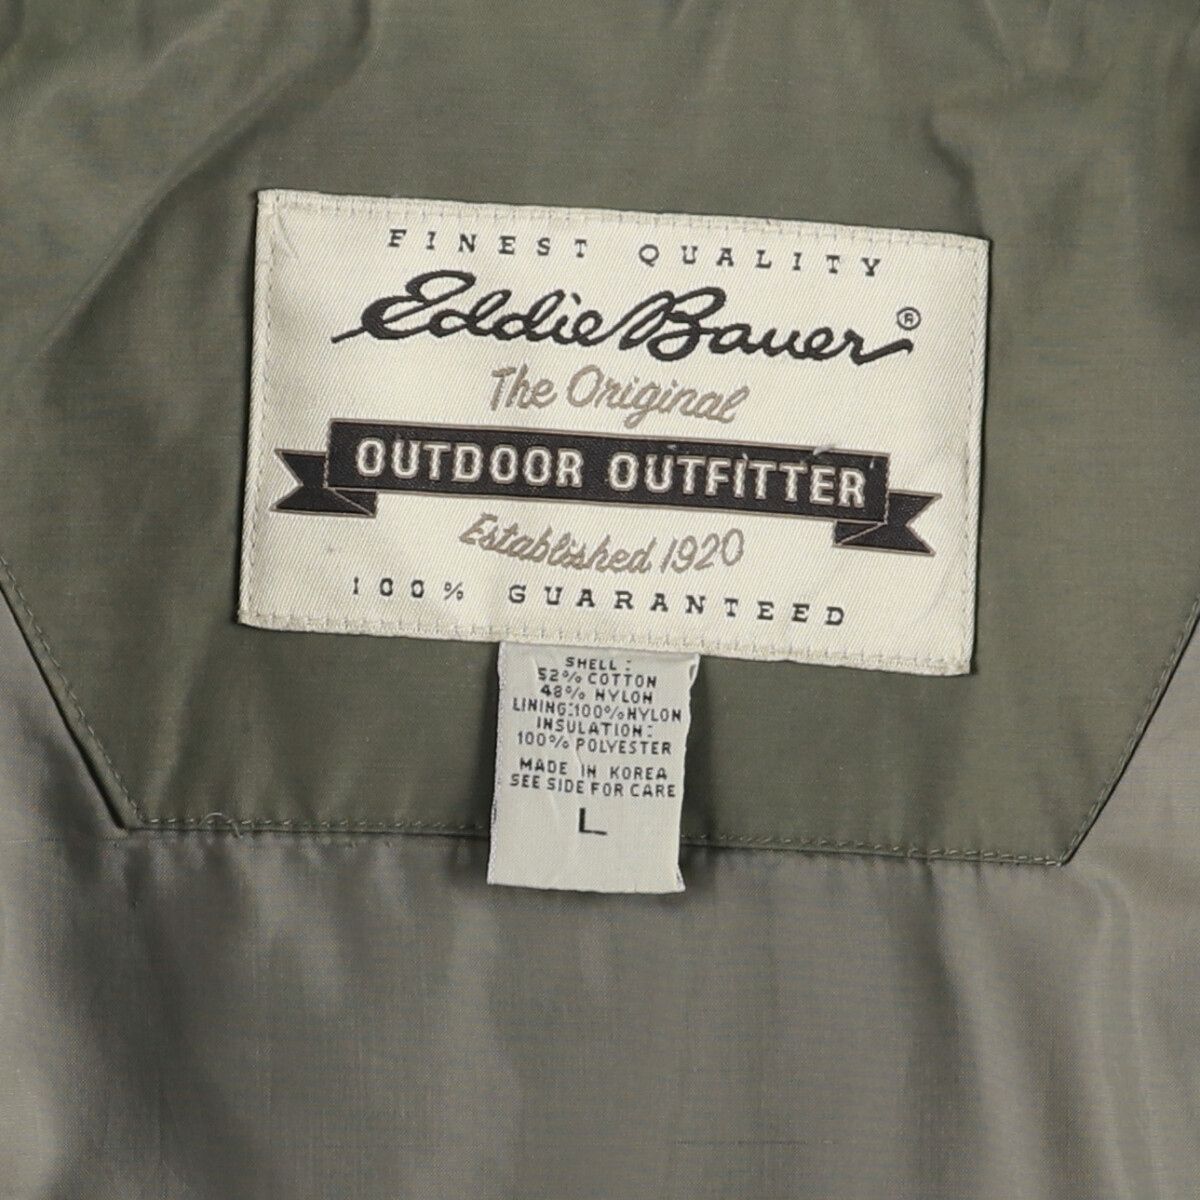 FINEST QUALITY
Eddie Bauer®
The Original
OUTDOOR OUTFITTER
Established 1920
100% GUARANTEED
SHELL:
52% COTTON
48% NYLON
LINING:100%NYLON
INSULATION:
100% POLYESTER
MADE IN KOREA
SEE SIDE FOR CARE
L